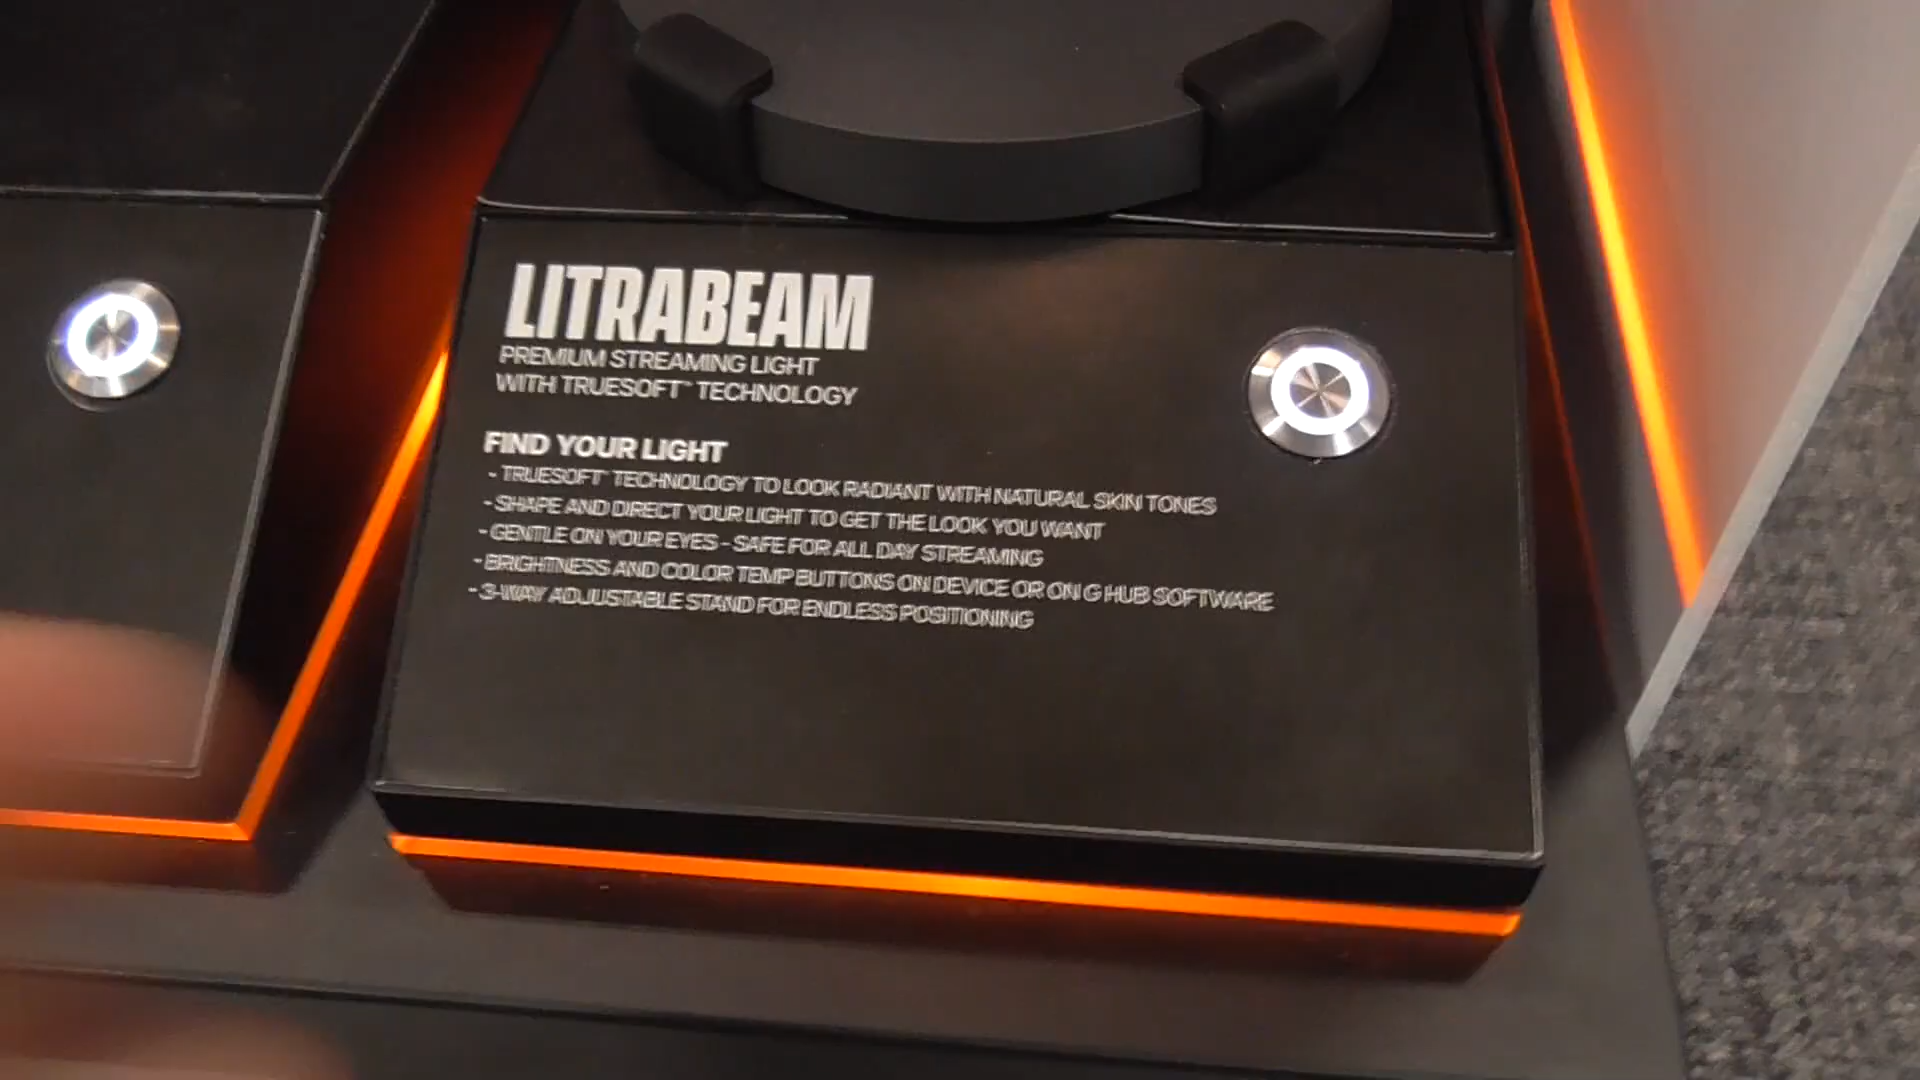 LITRABEAM
PREMIUM STREAMING LIGHT
WITH TRUESOFT™ TECHNOLOGY
FIND YOUR LIGHT
- TRUESOFT™ TECHNOLOGY TO LOOK RADIANT WITH NATURAL SKIN TONES
- SHAPE AND DIRECT YOUR LIGHT TO GET THE LOOK YOU WANT
- GENTLE ON YOUR EYES - SAFE FOR ALL DAY STREAMING
- BRIGHTNESS AND COLOR TEMP BUTTONS ON DEVICE OR ON G HUB SOFTWARE
- 3-WAY ADJUSTABLE STAND FOR ENDLESS POSITIONING